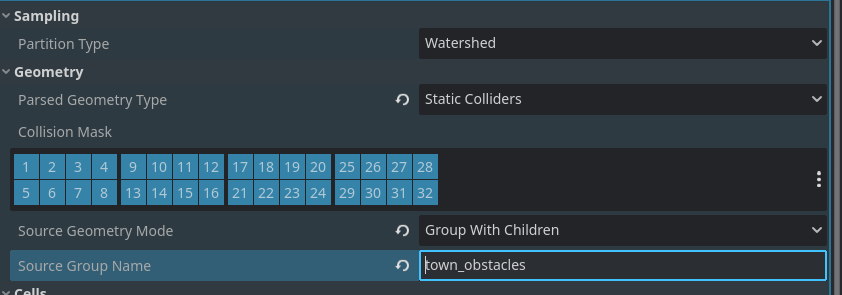 Sampling
Partition Type Watershed
Geometry
Parsed Geometry Type Static Colliders
Collision Mask
1 2 3 4 9 10 11 12 17 18 19 20 25 26 27 28
5 6 7 8 13 14 15 16 21 22 23 24 29 30 31 32
Source Geometry Mode Group With Children
Source Group Name town_obstacles
Cells